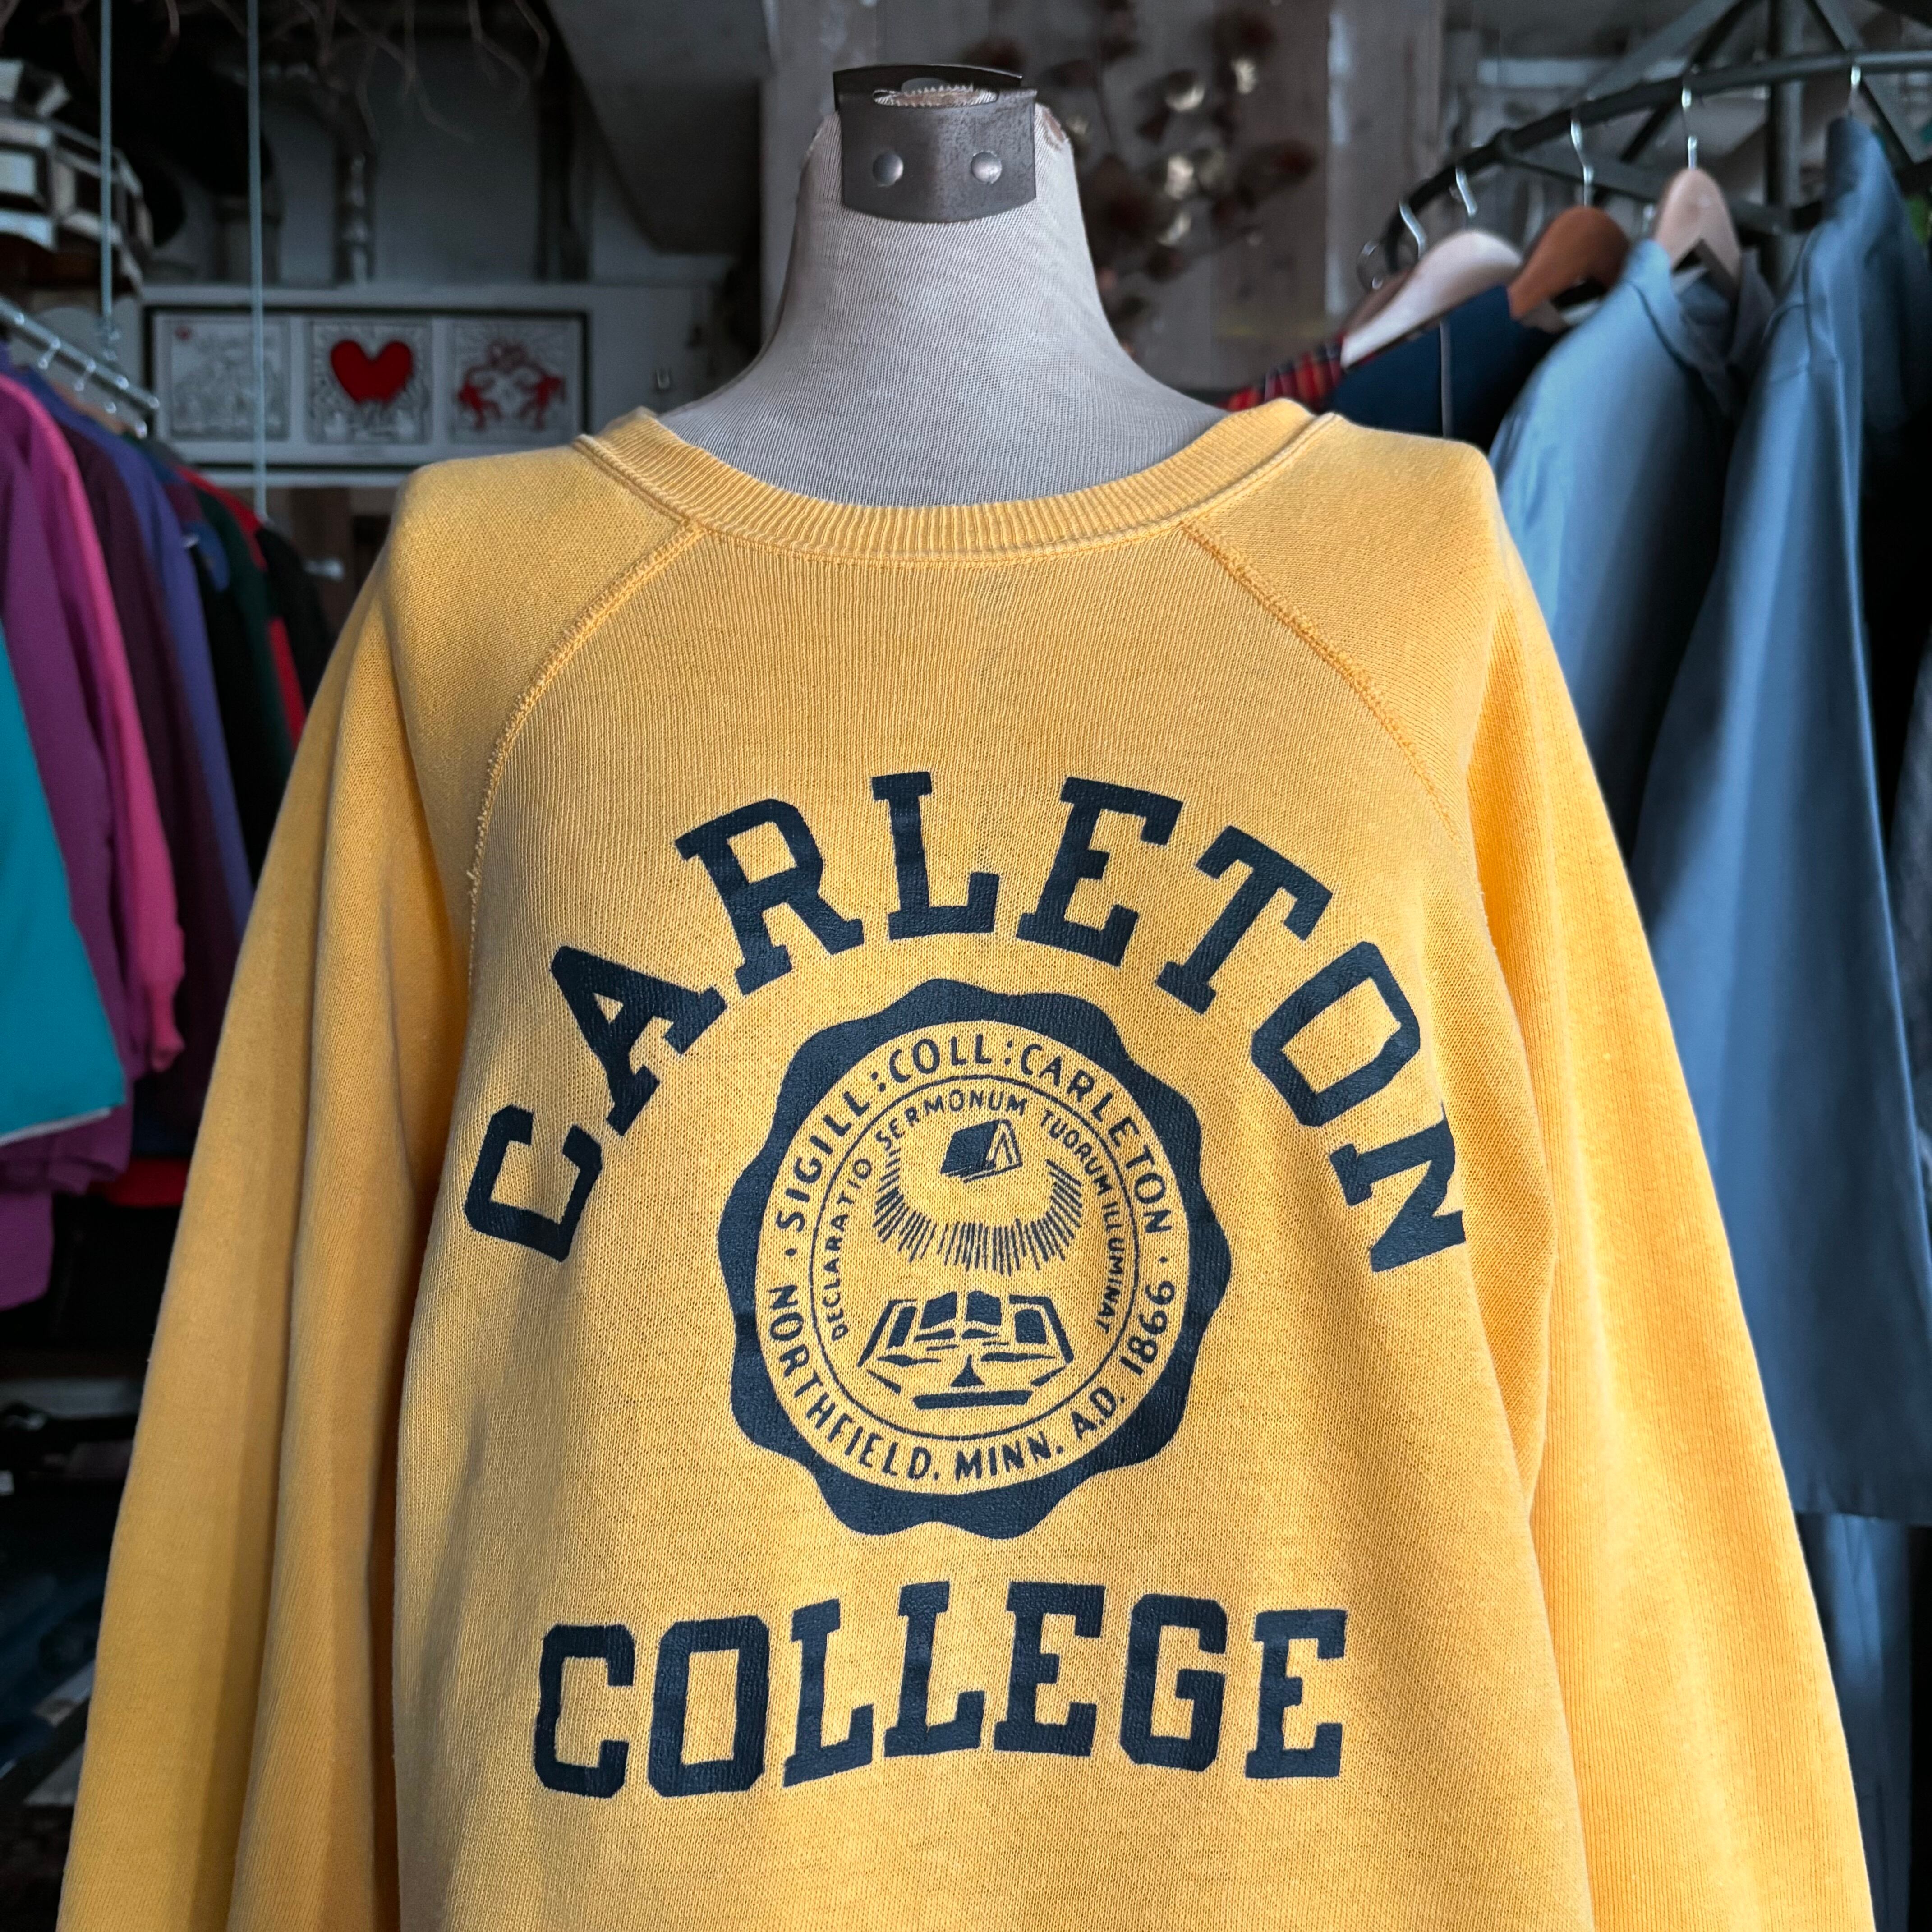 CARLETON
· SIGILL : COLL : CARLETON ·
DECLARATIO SERMONUM TUORUM ILLUMINAT
NORTHFIELD. MINN. A.D. 1866
COLLEGE